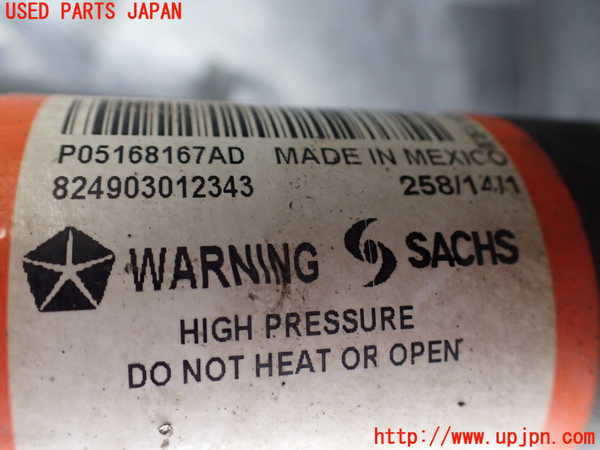 USED PARTS JAPAN
P05168167AD MADE IN MEXICO
824903012343 258/14/1
WARNING SACHS
HIGH PRESSURE
DO NOT HEAT OR OPEN
http://www.upjpn.com/